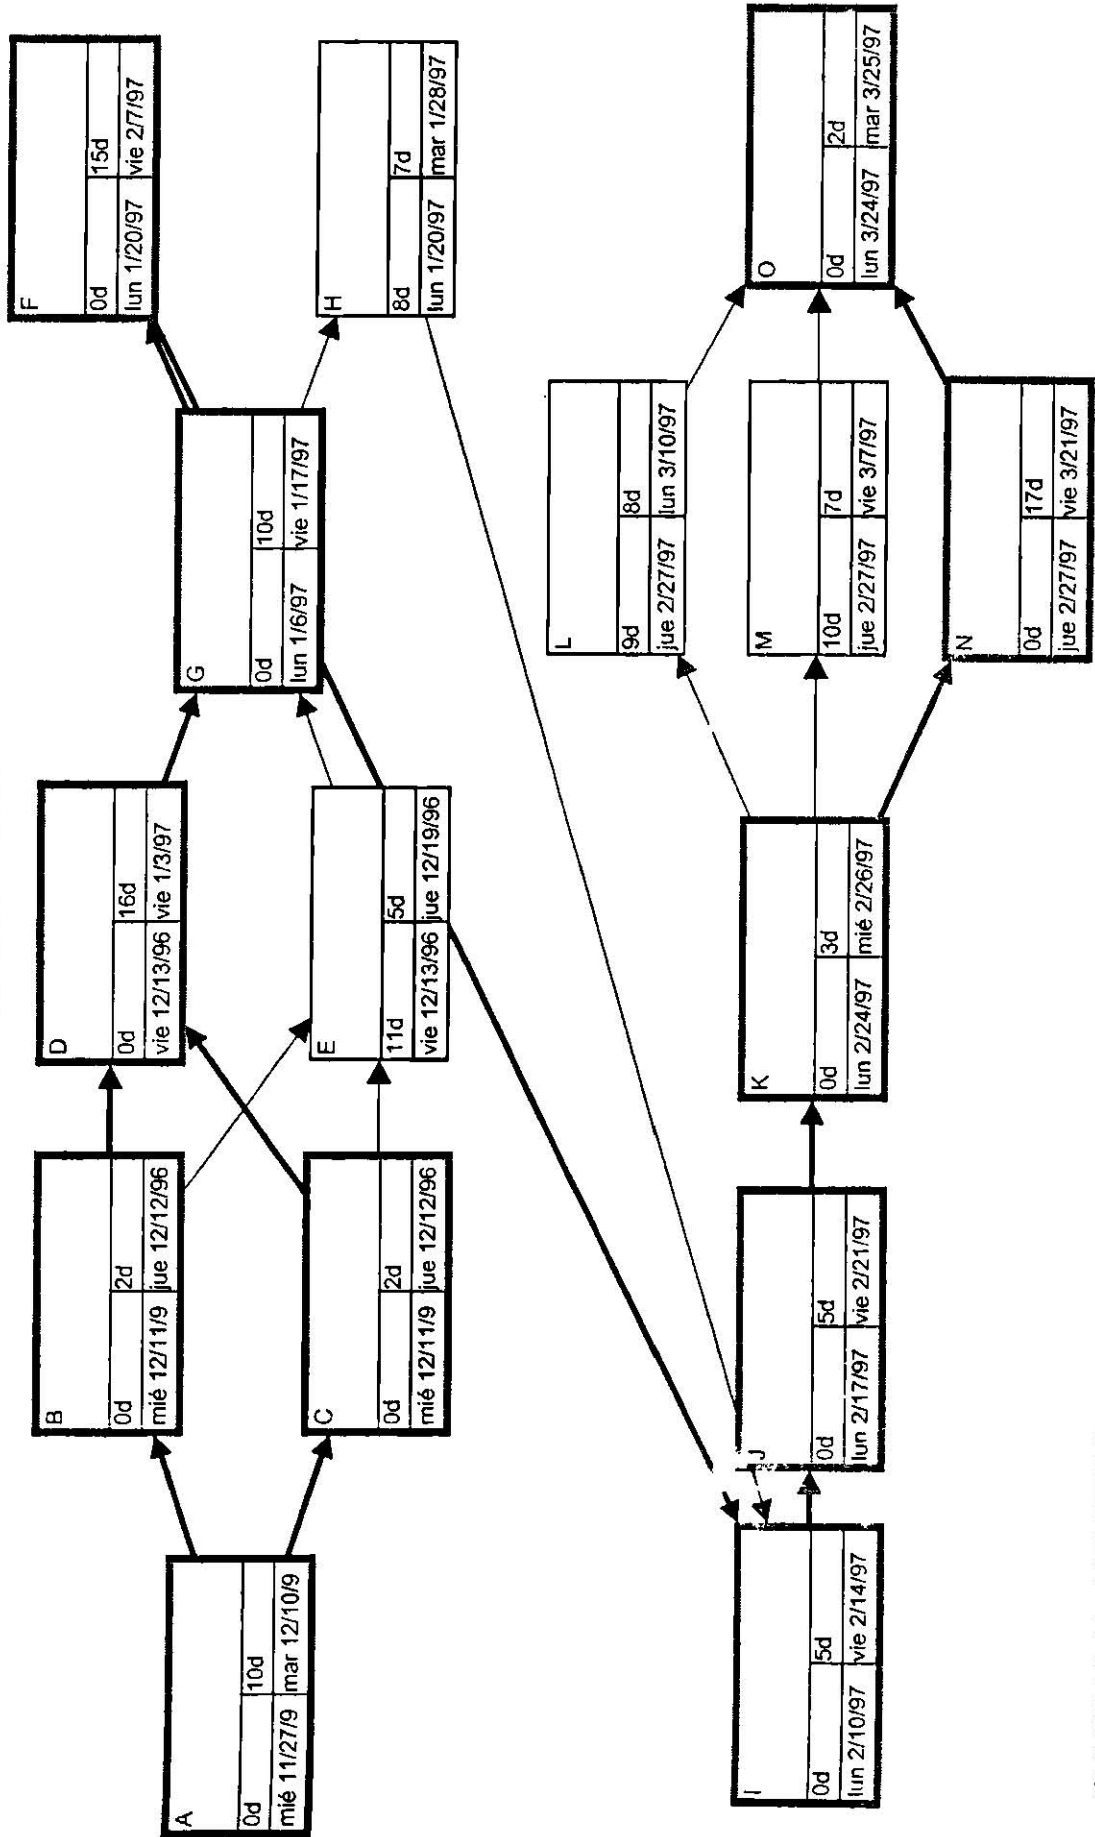 A
0d 10d
mié 11/27/9 mar 12/10/9
B
0d 2d
mié 12/11/9 jue 12/12/96
C
0d 2d
mié 12/11/9 jue 12/12/96
D
0d 16d
vie 12/13/96 vie 1/3/97
E
11d 5d
vie 12/13/96 jue 12/19/96
G
0d 10d
lun 1/6/97 vie 1/17/97
F
0d 15d
lun 1/20/97 vie 2/7/97
H
8d 7d
lun 1/20/97 mar 1/28/97
I
0d 5d
lun 2/10/97 vie 2/14/97
J
0d 5d
lun 2/17/97 vie 2/21/97
K
0d 3d
lun 2/24/97 mié 2/26/97
L
9d 8d
jue 2/27/97 lun 3/10/97
M
10d 7d
jue 2/27/97 vie 3/7/97
N
0d 17d
jue 2/27/97 vie 3/21/97
O
0d 2d
lun 3/24/97 mar 3/25/97